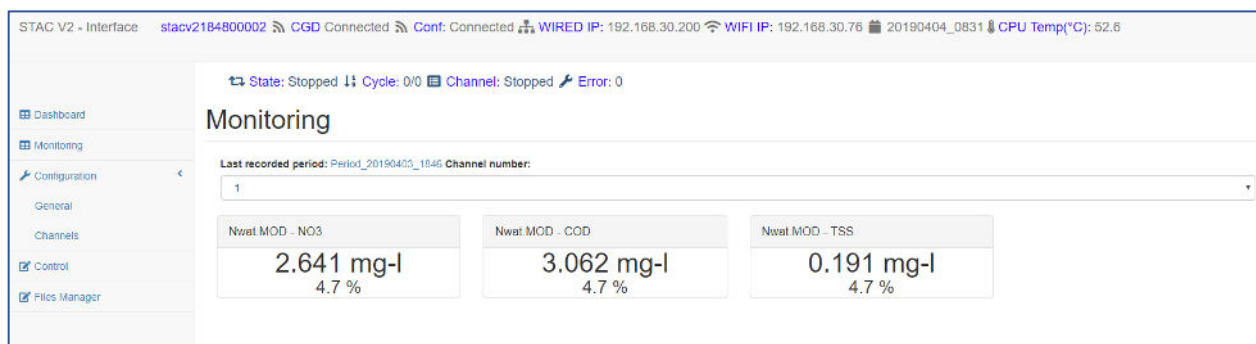 STAC V2 - Interface stacv2184800002 CGD Connected Conf: Connected WIRED IP: 192.168.30.200 WIFI IP: 192.168.30.76 20190404_0831 CPU Temp(°C): 52.6
State: Stopped Cycle: 0/0 Channel: Stopped Error: 0
Dashboard
Monitoring
Configuration
General
Channels
Control
Files Manager
Monitoring
Last recorded period: Period_20190403_1846 Channel number:
1
Nwat.MOD - NO3
2.641 mg-l
4.7 %
Nwat.MOD - COD
3.062 mg-l
4.7 %
Nwat.MOD - TSS
0.191 mg-l
4.7 %